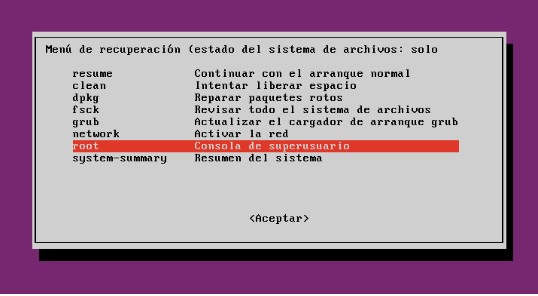 Menú de recuperación (estado del sistema de archivos: solo
resume Continuar con el arranque normal
clean Intentar liberar espacio
dpkg Reparar paquetes rotos
fsck Revisar todo el sistema de archivos
grub Actualizar el cargador de arranque grub
network Activar la red
root Consola de superusuario
system-summary Resumen del sistema
<Aceptar>